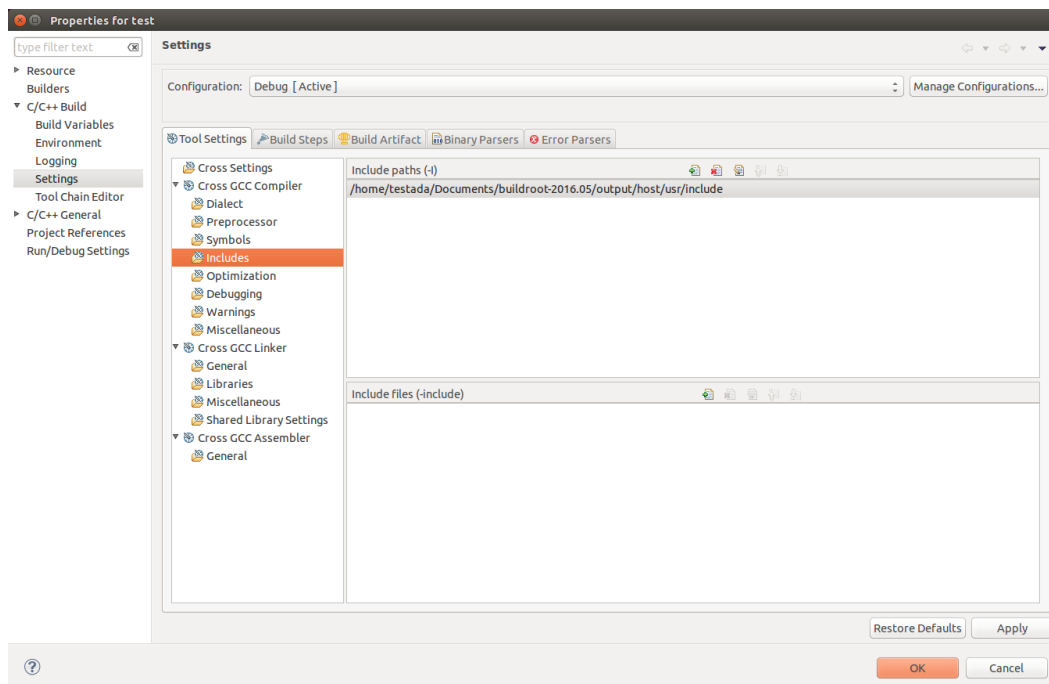 Properties for test
type filter text
Resource
Builders
C/C++ Build
Build Variables
Environment
Logging
Settings
Tool Chain Editor
C/C++ General
Project References
Run/Debug Settings
Settings
Configuration: Debug [ Active ] Manage Configurations...
Tool Settings Build Steps Build Artifact Binary Parsers Error Parsers
Cross Settings
Cross GCC Compiler
Dialect
Preprocessor
Symbols
Includes
Optimization
Debugging
Warnings
Miscellaneous
Cross GCC Linker
General
Libraries
Miscellaneous
Shared Library Settings
Cross GCC Assembler
General
Include paths (-I)
/home/testada/Documents/buildroot-2016.05/output/host/usr/include
Include files (-include)
Restore Defaults Apply
? OK Cancel